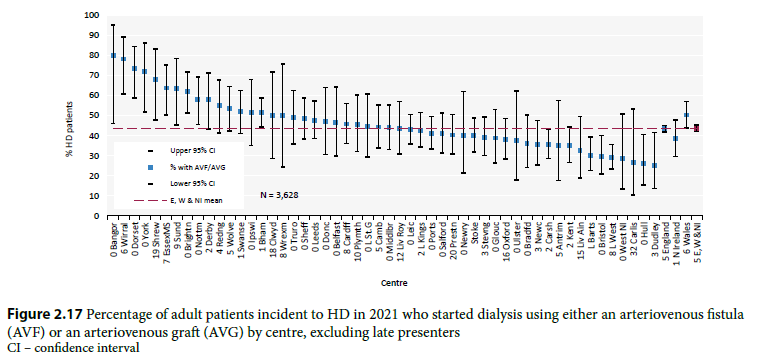 100
90
80
70
60
50
40
30
20
10
0
% HD patients
Upper 95% CI
% with AVF/AVG
Lower 95% CI
E, W & NI mean
N = 3,628
0 Bangor
6 Wirral
0 Dorset
0 York
19 Shrew
7 EssexMS
9 Sund
0 Brightn
0 Nottm
2 Derby
4 Redng
5 Wolve
1 Swanse
0 Ipswi
1 Bham
18 Clwyd
8 Wrexm
0 Truro
0 Sheff
0 Leeds
0 Donc
0 Belfast
8 Cardff
10 Plymth
0 L St.G
5 Camb
0 Middlbr
12 Liv Roy
0 Leic
2 L Kings
0 Ports
0 Salford
20 Prestn
0 Newry
Stoke
3 Stevng
0 Glouc
16 Oxford
0 Ulster
0 Bradfd
3 Newc
2 Carsh
5 Antrim
2 Kent
15 Liv Ain
L Barts
0 Bristol
8 L West
0 West NI
32 Carlis
0 Hull
3 Dudley
5 England
1 N Ireland
6 Wales
5 E, W & NI
Centre
Figure 2.17 Percentage of adult patients incident to HD in 2021 who started dialysis using either an arteriovenous fistula
(AVF) or an arteriovenous graft (AVG) by centre, excluding late presenters
CI – confidence interval